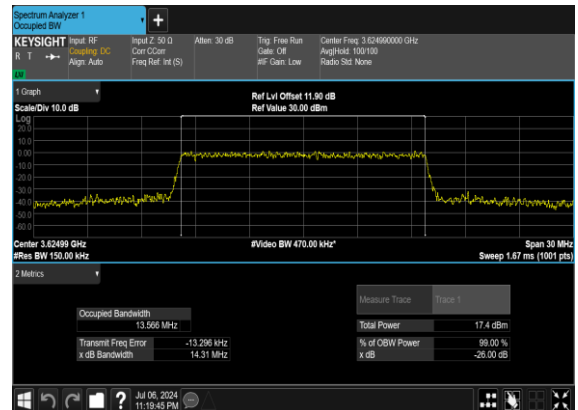 Spectrum Analyzer 1
Occupied BW
+
KEYSIGHT
R T
LXI
Input: RF
Coupling: DC
Align: Auto
Input Z: 50 Ω
Corr CCorr
Freq Ref: Int (S)
Atten: 30 dB
Trig: Free Run
Gate: Off
#IF Gain: Low
Center Freq: 3.624990000 GHz
Avg|Hold: 100/100
Radio Std: None
1 Graph
Scale/Div 10.0 dB
Ref Lvl Offset 11.90 dB
Ref Value 30.00 dBm
Log
20.0
10.0
0.00
-10.0
-20.0
-30.0
-40.0
-50.0
-60.0
Center 3.62499 GHz
#Res BW 150.00 kHz
#Video BW 470.00 kHz*
Span 30 MHz
Sweep 1.67 ms (1001 pts)
2 Metrics
Measure Trace
Trace 1
Occupied Bandwidth
13.566 MHz
Total Power
17.4 dBm
Transmit Freq Error
-13.296 kHz
% of OBW Power
99.00 %
x dB Bandwidth
14.31 MHz
x dB
-26.00 dB
?
Jul 06, 2024
11:19:45 PM